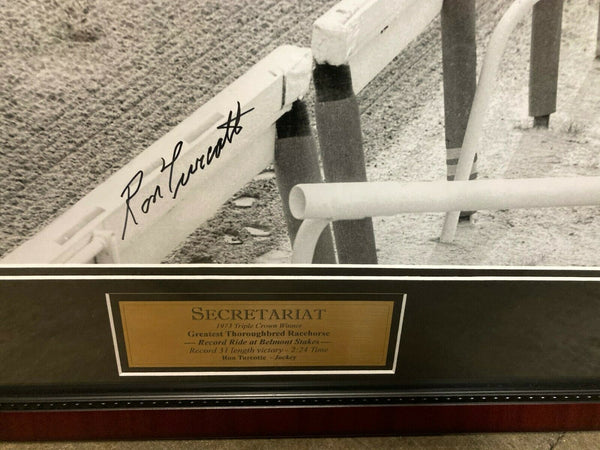 Ron Turcotte
SECRETARIAT
1973 Triple Crown Winner
Greatest Thoroughbred Racehorse
— Record Ride at Belmont Stakes —
Record 31 length victory - 2:24 Time
Ron Turcotte - Jockey